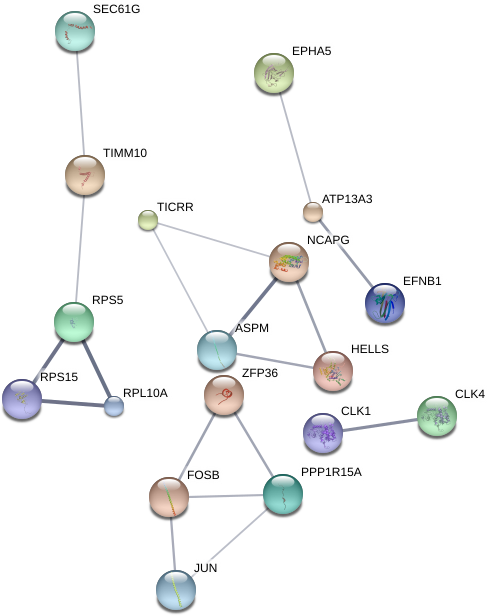 SEC61G
EPHA5
TIMM10
ATP13A3
TICRR
NCAPG
EFNB1
RPS5
ASPM
HELLS
ZFP36
RPS15
RPL10A
CLK4
CLK1
PPP1R15A
FOSB
JUN